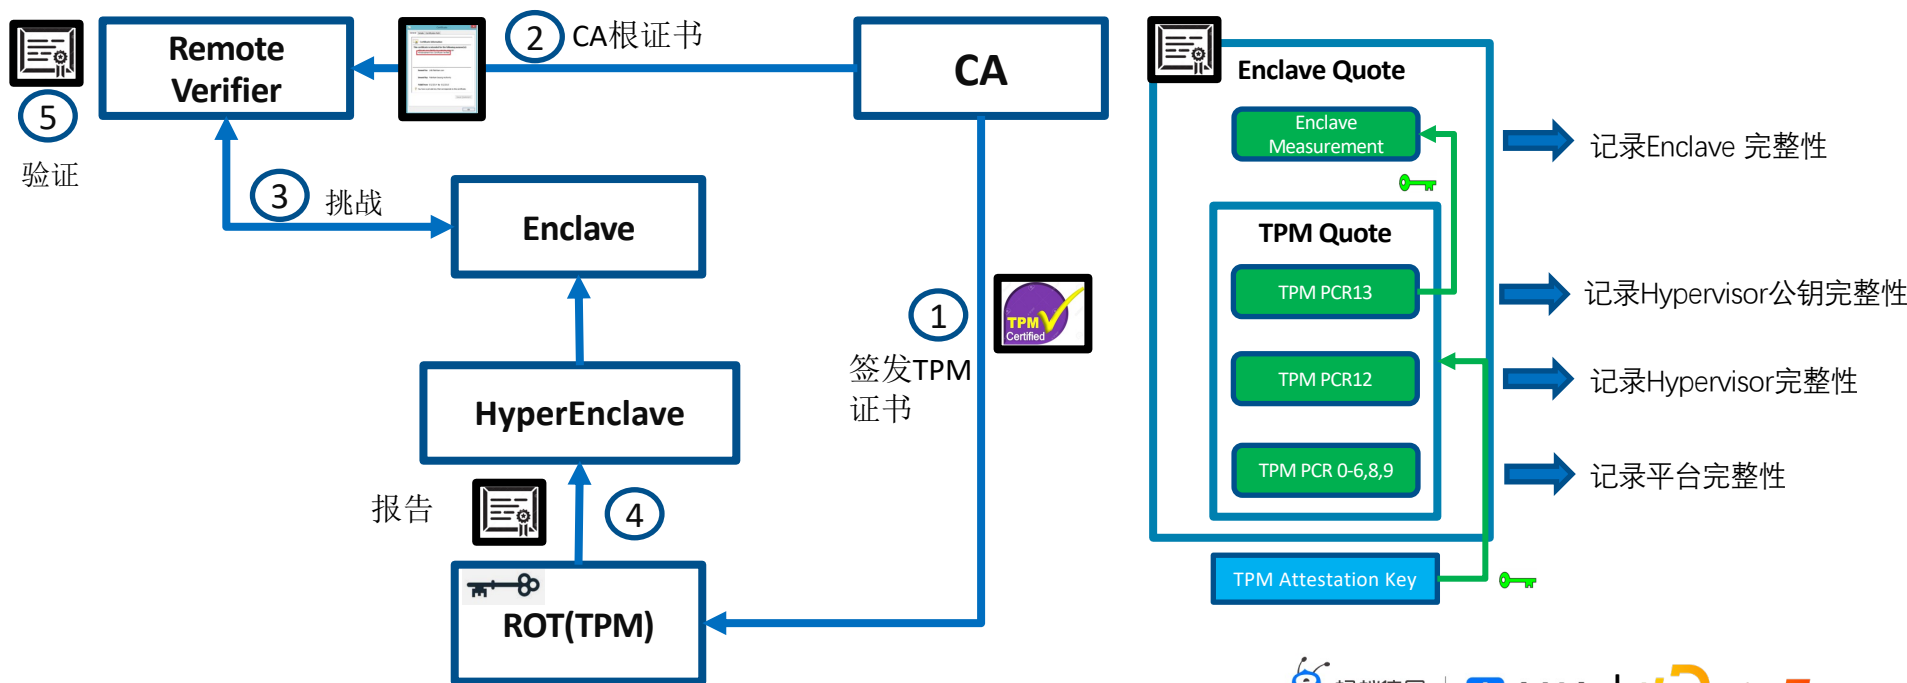 Remote
Verifier
5
验证
2
CA根证书
CA
3
挑战
Enclave
HyperEnclave
报告
4
ROT(TPM)
1
TPM
Certified
签发TPM
证书
Enclave Quote
Enclave
Measurement
记录Enclave 完整性
TPM Quote
TPM PCR13
记录Hypervisor公钥完整性
TPM PCR12
记录Hypervisor完整性
TPM PCR 0-6,8,9
记录平台完整性
TPM Attestation Key